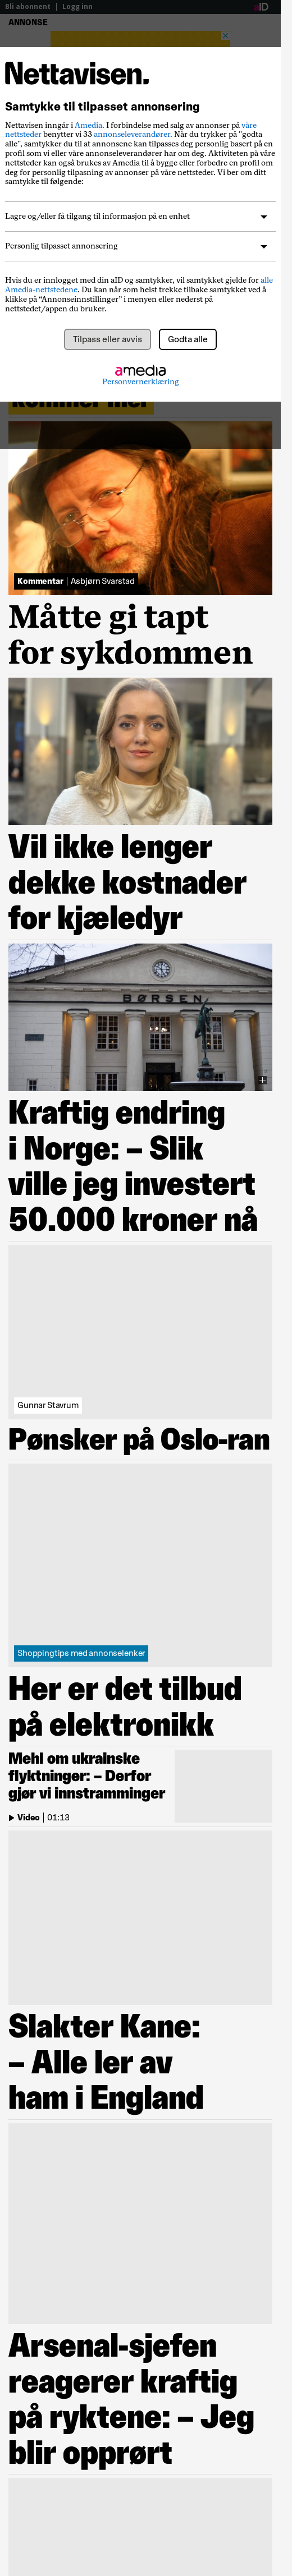 Bli abonnent | Logg inn
aID
ANNONSE
Nettavisen.
Samtykke til tilpasset annonsering
Nettavisen inngår i Amedia. I forbindelse med salg av annonser på våre
nettsteder benytter vi 33 annonseleverandører. Når du trykker på "godta
alle", samtykker du til at annonsene kan tilpasses deg personlig basert på en
profil som vi eller våre annonseleverandører har om deg. Aktiviteten på våre
nettsteder kan også brukes av Amedia til å bygge eller forbedre en profil om
deg for personlig tilpasning av annonser på våre nettsteder. Vi ber om ditt
samtykke til følgende:
Lagre og/eller få tilgang til informasjon på en enhet
Personlig tilpasset annonsering
Hvis du er innlogget med din aID og samtykker, vil samtykket gjelde for alle
Amedia-nettstedene. Du kan når som helst trekke tilbake samtykket ved å
klikke på “Annonseinnstillinger” i menyen eller nederst på
nettstedet/appen du bruker.
Tilpass eller avvis
Godta alle
amedia
Personvernerklæring
kommer mer
Kommentar | Asbjørn Svarstad
Måtte gi tapt
for sykdommen
Vil ikke lenger
dekke kostnader
for kjæledyr
BØRSEN
Kraftig endring
i Norge: – Slik
ville jeg investert
50.000 kroner nå
Gunnar Stavrum
Pønsker på Oslo-ran
Shoppingtips med annonselenker
Her er det tilbud
på elektronikk
Mehl om ukrainske
flyktninger: – Derfor
gjør vi innstramminger
Video | 01:13
Slakter Kane:
– Alle ler av
ham i England
Arsenal-sjefen
reagerer kraftig
på ryktene: – Jeg
blir opprørt